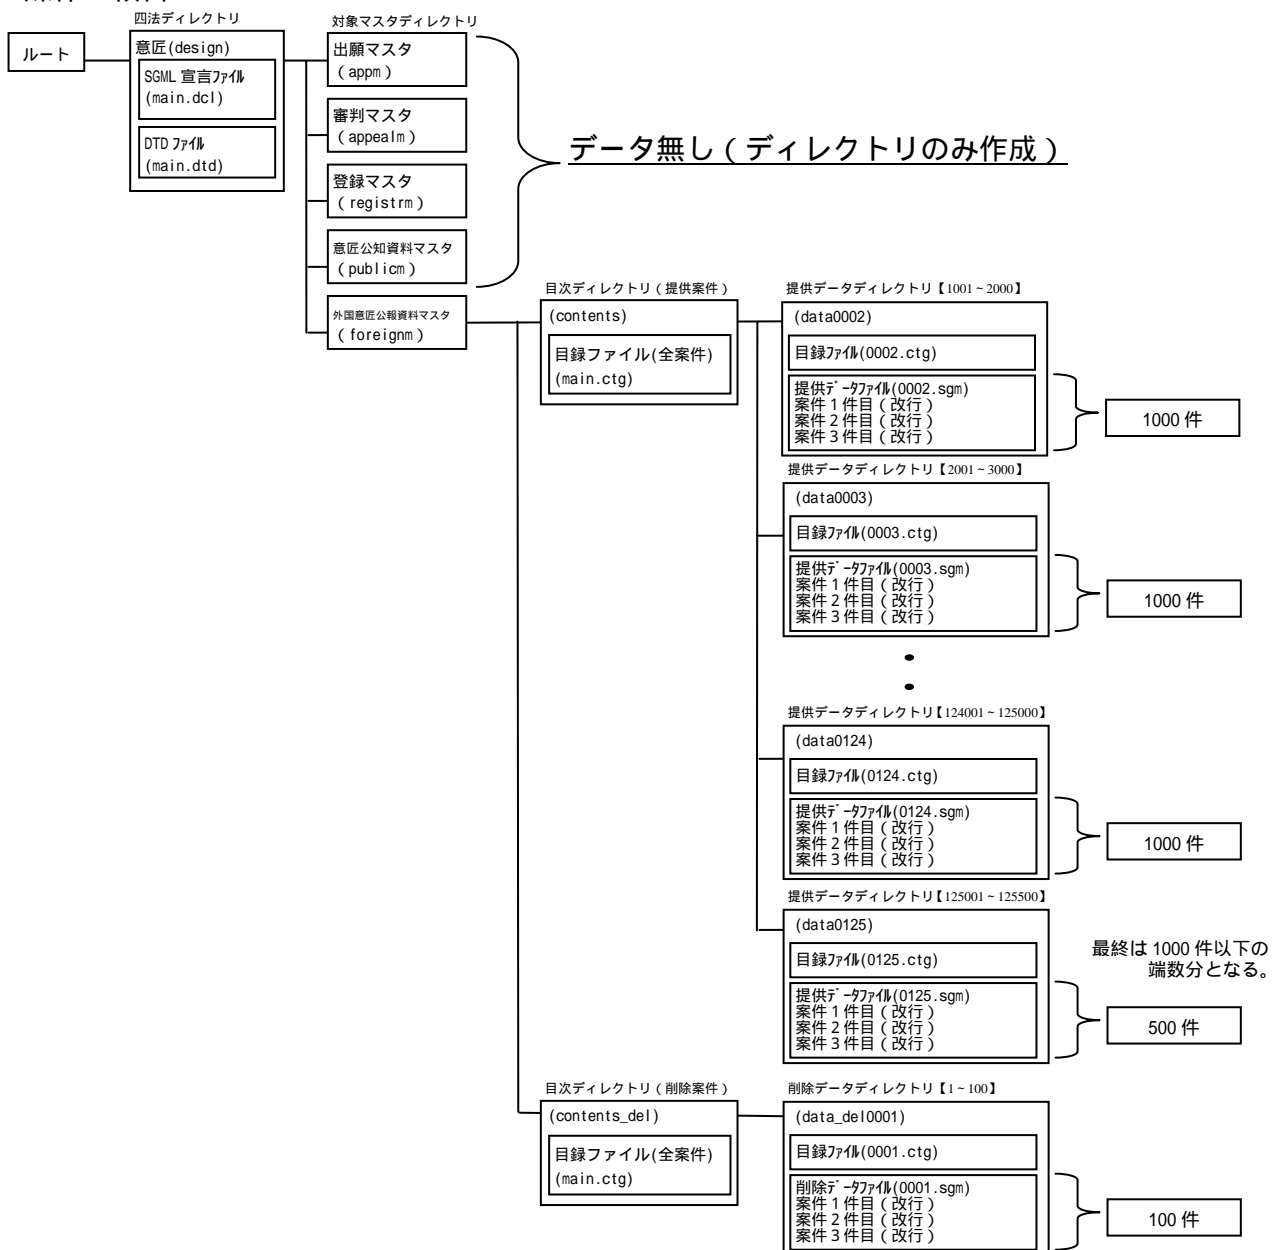 四法ディレクトリ
対象マスタディレクトリ
ルート
意匠(design)
SGML 宣言ファイル
(main.dcl)
DTD ファイル
(main.dtd)
出願マスタ
（appm）
審判マスタ
（appealm）
登録マスタ
（registrm）
意匠公知資料マスタ
（publicm）
外国意匠公報資料マスタ
（foreignm）
データ無し（ディレクトリのみ作成）
目次ディレクトリ（提供案件）
(contents)
目録ファイル(全案件)
(main.ctg)
提供データディレクトリ【1001～2000】
(data0002)
目録ファイル(0002.ctg)
提供データファイル(0002.sgm)
案件１件目（改行）
案件２件目（改行）
案件３件目（改行）
1000 件
提供データディレクトリ【2001～3000】
(data0003)
目録ファイル(0003.ctg)
提供データファイル(0003.sgm)
案件１件目（改行）
案件２件目（改行）
案件３件目（改行）
1000 件
提供データディレクトリ【124001～125000】
(data0124)
目録ファイル(0124.ctg)
提供データファイル(0124.sgm)
案件１件目（改行）
案件２件目（改行）
案件３件目（改行）
1000 件
提供データディレクトリ【125001～125500】
(data0125)
目録ファイル(0125.ctg)
提供データファイル(0125.sgm)
案件１件目（改行）
案件２件目（改行）
案件３件目（改行）
最終は 1000 件以下の
端数分となる。
500 件
目次ディレクトリ（削除案件）
(contents_del)
目録ファイル(全案件)
(main.ctg)
削除データディレクトリ【1～100】
(data_del0001)
目録ファイル(0001.ctg)
削除データファイル(0001.sgm)
案件１件目（改行）
案件２件目（改行）
案件３件目（改行）
100 件